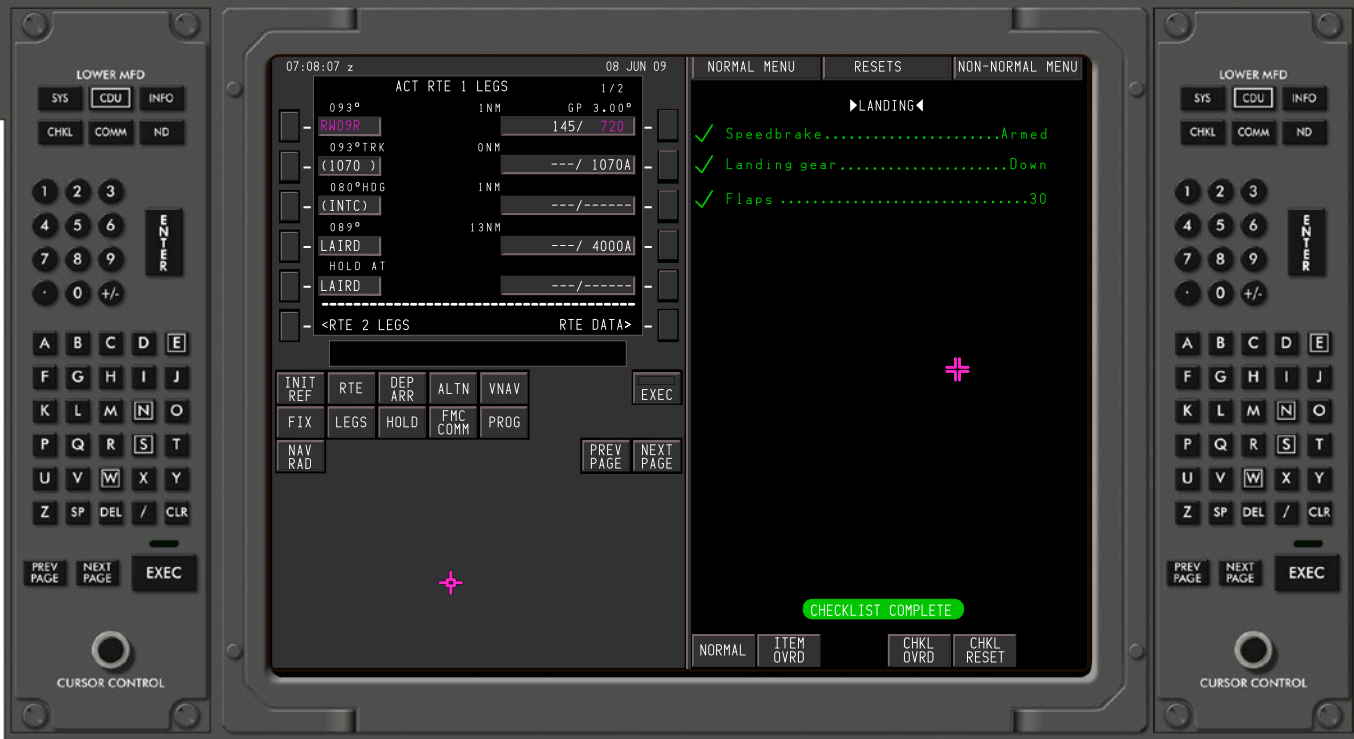 LOWER MFD
SYS CDU INFO
CHKL COMM ND
1 2 3
4 5 6
7 8 9
. 0 +/-
ENTER
A B C D E
F G H I J
K L M N O
P Q R S T
U V W X Y
Z SP DEL / CLR
PREV PAGE NEXT PAGE EXEC
CURSOR CONTROL
07:08:07 z 08 JUN 09
ACT RTE 1 LEGS 1/2
093° 1NM GP 3.00°
RW09R 145/ 720
093°TRK 0NM
(1070 ) ---/ 1070A
080°HDG 1NM
(INTC) ---/------
089° 13NM
LAIRD ---/ 4000A
HOLD AT
LAIRD ---/------
<RTE 2 LEGS RTE DATA>
INIT REF RTE DEP ARR ALTN VNAV EXEC
FIX LEGS HOLD FMC COMM PROG
NAV RAD PREV PAGE NEXT PAGE
NORMAL MENU RESETS NON-NORMAL MENU
▶LANDING◀
Speedbrake......................Armed
Landing gear.....................Down
Flaps ...............................30
CHECKLIST COMPLETE
NORMAL ITEM OVRD CHKL OVRD CHKL RESET
LOWER MFD
SYS CDU INFO
CHKL COMM ND
1 2 3
4 5 6
7 8 9
. 0 +/-
ENTER
A B C D E
F G H I J
K L M N O
P Q R S T
U V W X Y
Z SP DEL / CLR
PREV PAGE NEXT PAGE EXEC
CURSOR CONTROL